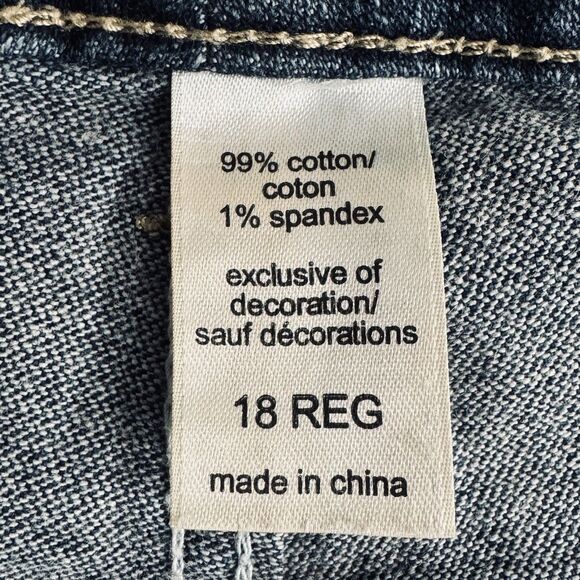 99% cotton/
coton
1% spandex
exclusive of
decoration/
sauf décorations
18 REG
made in china